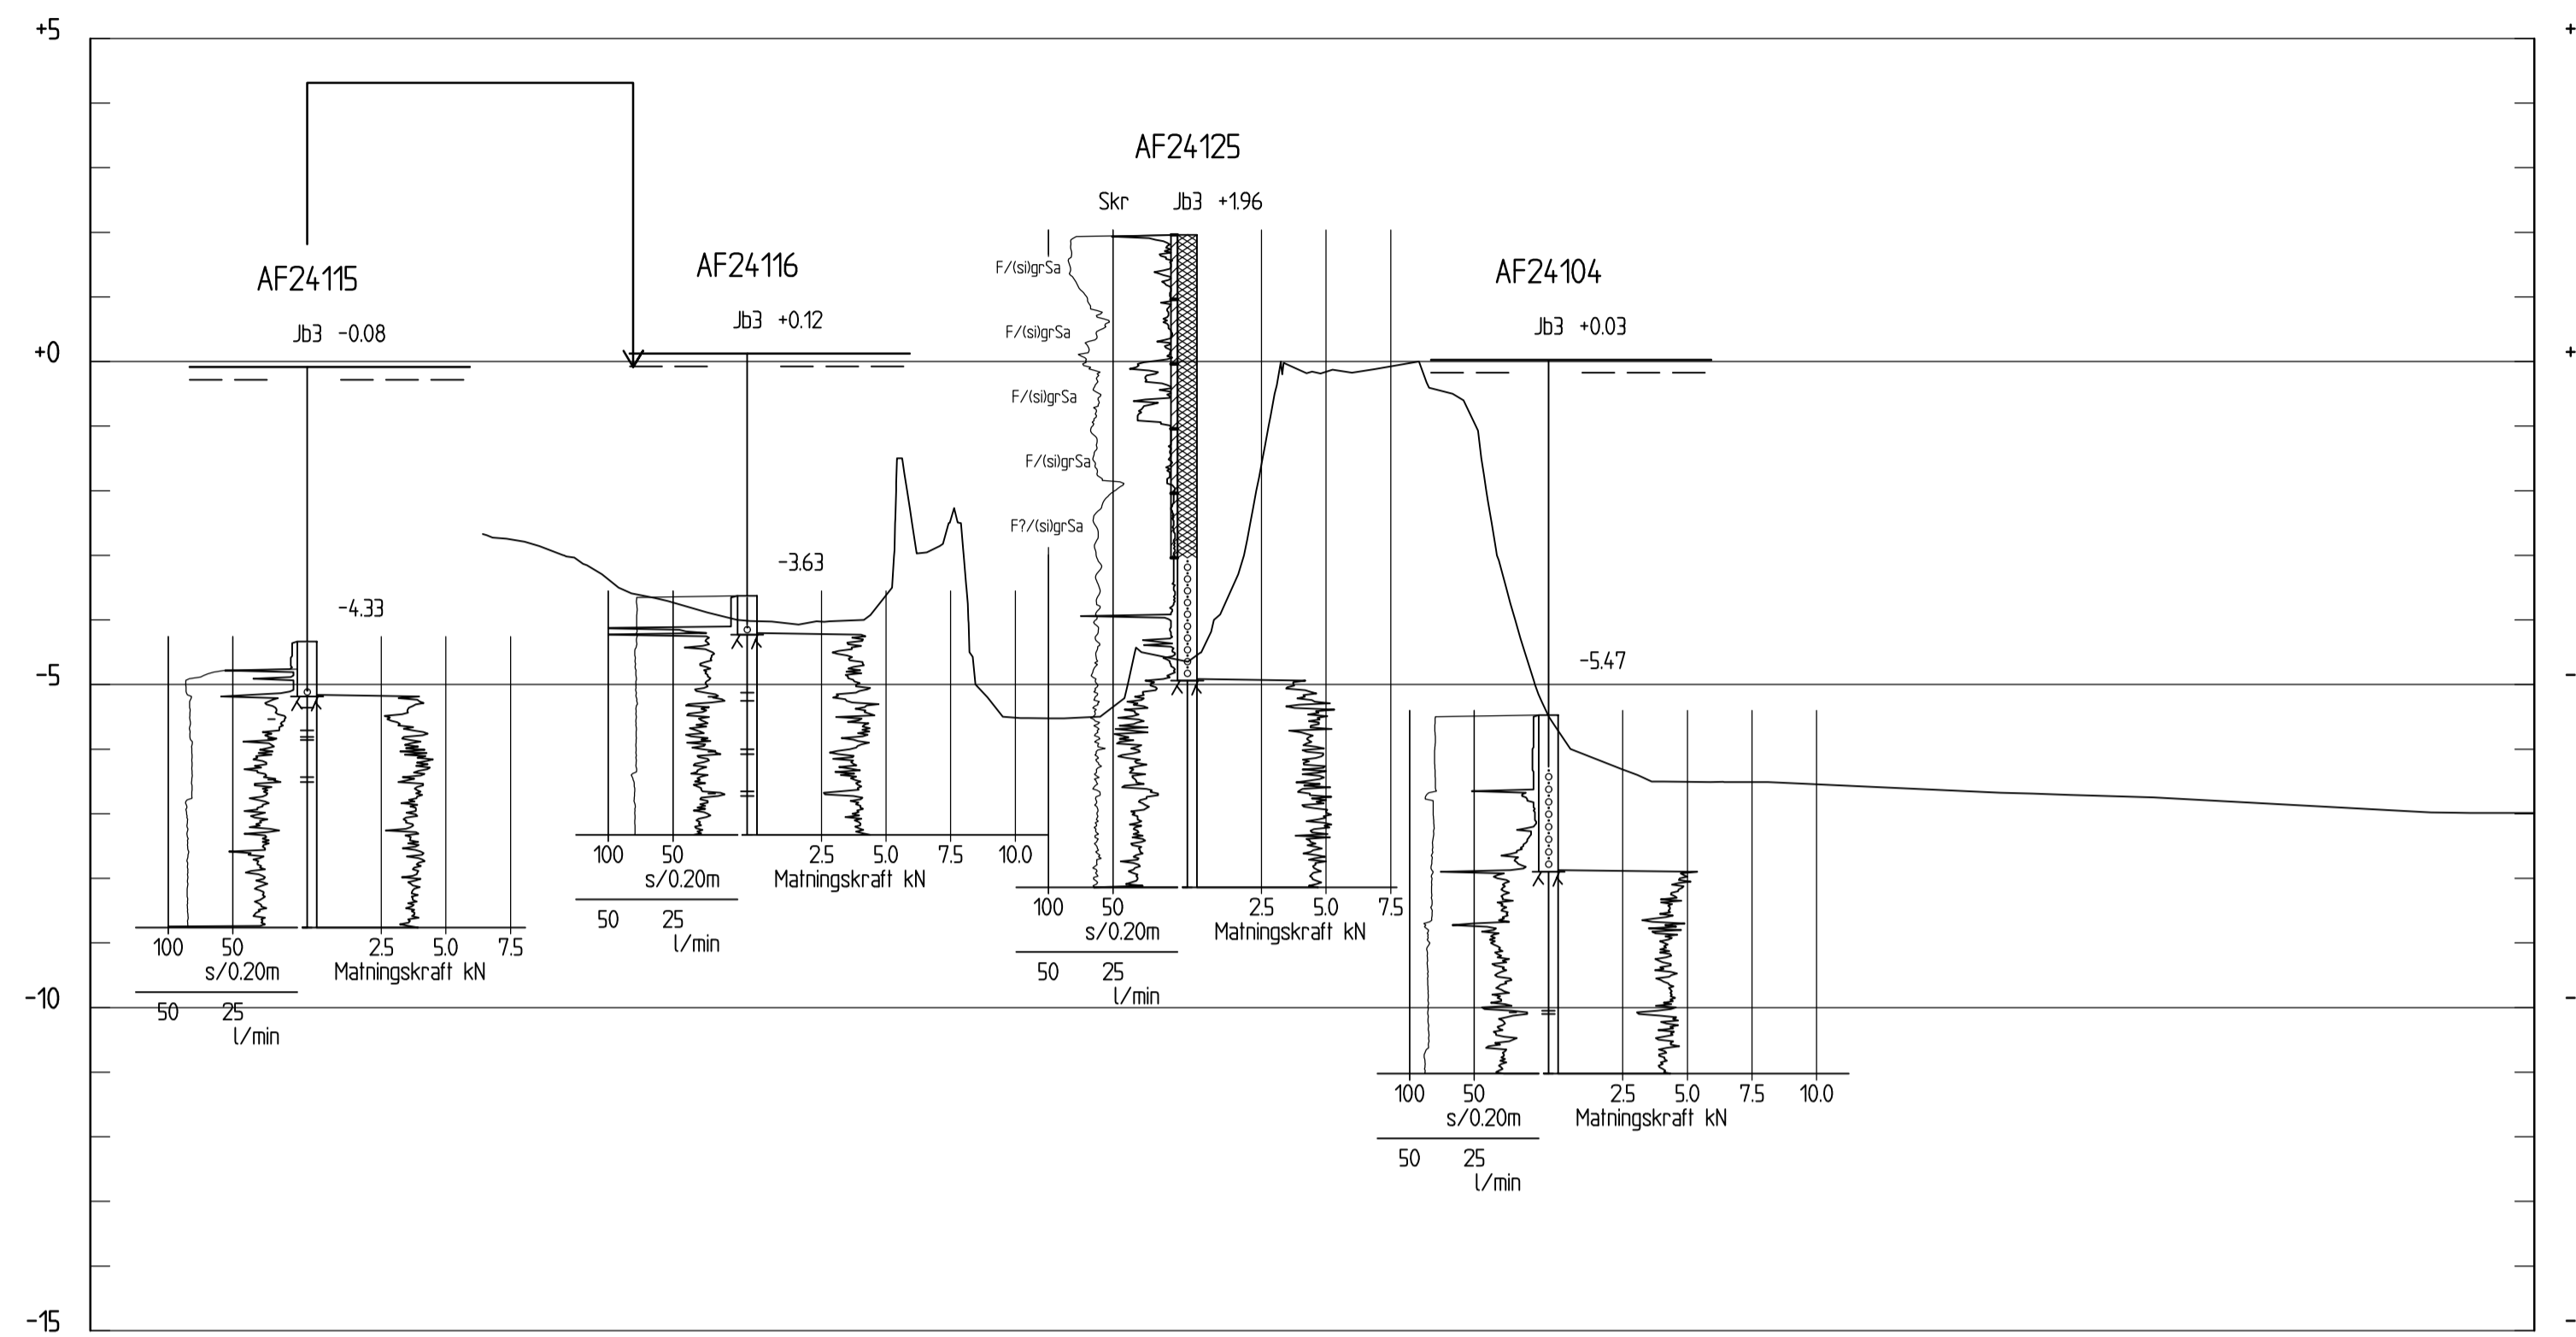 +5
+
AF24125
Skr Jb3 +1.96
AF24115
Jb3 -0.08
AF24116
Jb3 +0.12
AF24104
Jb3 +0.03
F/(si)grSa
F/(si)grSa
+0
+
F/(si)grSa
F/(si)grSa
F?/(si)grSa
-3.63
-4.33
-5
-
-5.47
100 50 2.5 5.0 7.5
s/0.20m Matningskraft kN
50 25
l/min
100 50 2.5 5.0 7.5 10.0
s/0.20m Matningskraft kN
50 25
l/min
100 50 2.5 5.0 7.5
s/0.20m Matningskraft kN
50 25
l/min
-10
-
100 50 2.5 5.0 7.5 10.0
s/0.20m Matningskraft kN
50 25
l/min
-15
-